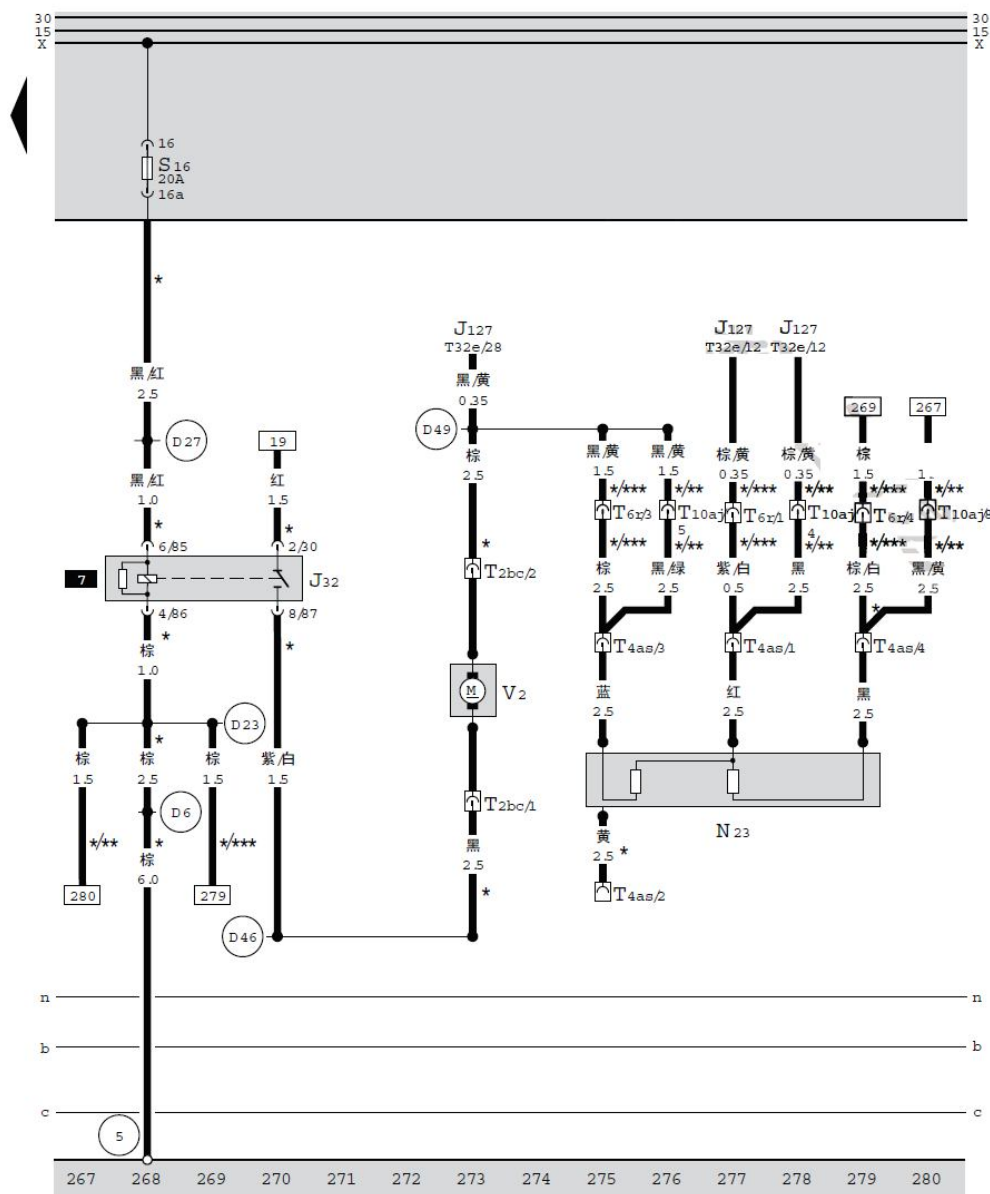 30 30
15 15
X X
16
S16
20A
16a
*
J127 J127 J127
T32e/28 T32e/12 T32e/12
黑/红 黑/黄
2.5 0.35 269 267
D27 19 D49
黑/红 红 棕 黑/黄 黑/黄 棕/黄 棕/黄 棕
1.0 1.5 2.5 1.5 1.5 0.35 0.35 1.5
* * */*** */** */*** */** */*** */**
6/85 2/30 * T6r/3 T10aj/5 T6r/1 T10aj/4 T6r/4 T10aj/8
*/*** */** */*** */** */*** */**
7 J32 T2bc/2 棕 黑/绿 紫/白 黑 棕/白 黑/黄
2.5 2.5 0.5 2.5 2.5 2.5
4/86 8/87 *
* * T4as/3 T4as/1 T4as/4
棕
1.0 M V2 蓝 红 黑
2.5 2.5 2.5
D23
*
棕 棕 棕 紫/白
1.5 2.5 1.5 1.5
D6 T2bc/1 N23
*/** * */*** 黑 黄
棕 2.5 2.5 *
6.0
280 279 * T4as/2
D46
n n
b b
c c
5
267 268 269 270 271 272 273 274 275 276 277 278 279 280